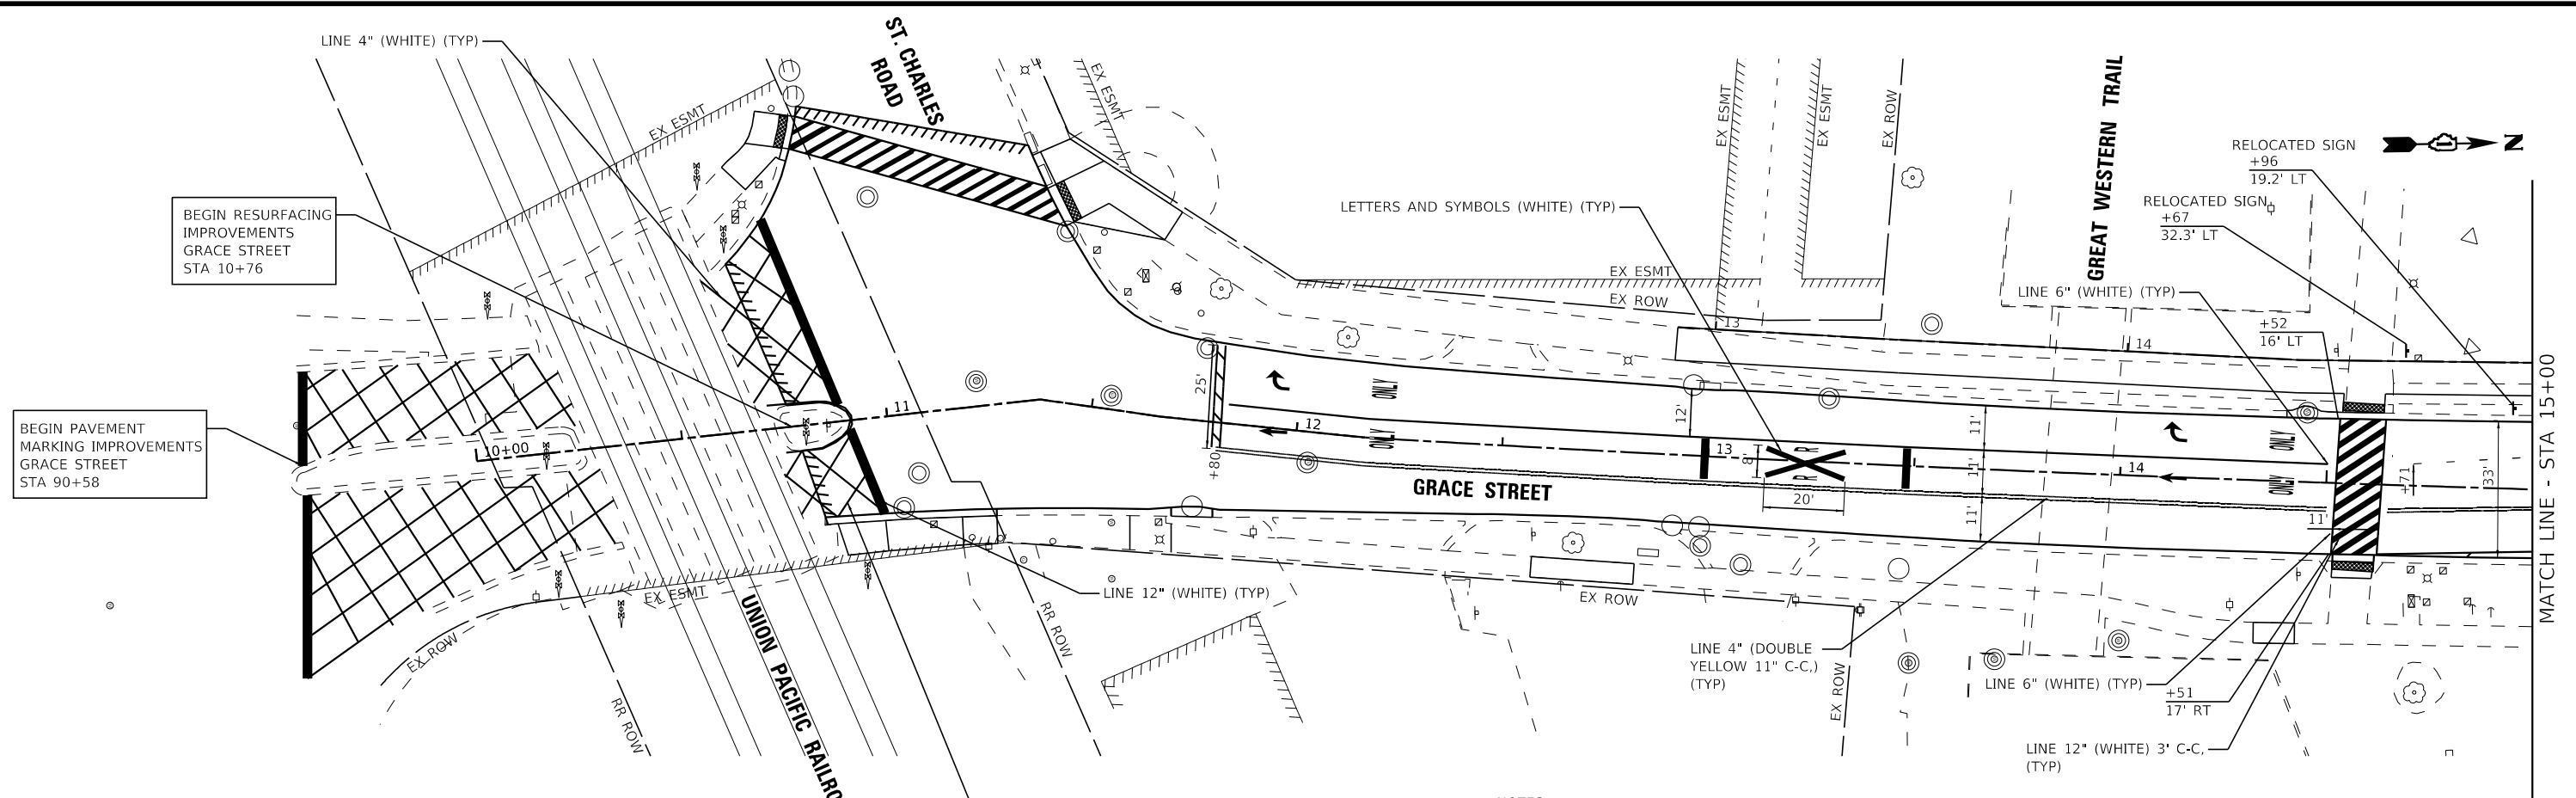 LINE 4" (WHITE) (TYP)
ST. CHARLES
ROAD
EX ESMT
EX ESMT
EX ESMT
EX ESMT
EX ROW
GREAT WESTERN TRAIL
N
RELOCATED SIGN
+96
19.2' LT
RELOCATED SIGN
+67
32.3' LT
BEGIN RESURFACING
IMPROVEMENTS
GRACE STREET
STA 10+76
LETTERS AND SYMBOLS (WHITE) (TYP)
EX ESMT
EX ROW
LINE 6" (WHITE) (TYP)
+52
16' LT
13
14
MATCH LINE - STA 15+00
BEGIN PAVEMENT
MARKING IMPROVEMENTS
GRACE STREET
STA 90+58
10+00
11
25'
+80
ONLY
ONLY
12
12'
13
8'
R R
20'
11'
11'
11'
14
ONLY
ONLY
11'
+71
33'
GRACE STREET
LINE 12" (WHITE) (TYP)
EX ESMT
EX ROW
RR ROW
UNION PACIFIC RAILRO
RR ROW
EX ROW
LINE 4" (DOUBLE
YELLOW 11" C-C,)
(TYP)
EX ROW
LINE 6" (WHITE) (TYP)
+51
17' RT
LINE 12" (WHITE) 3' C-C,
(TYP)